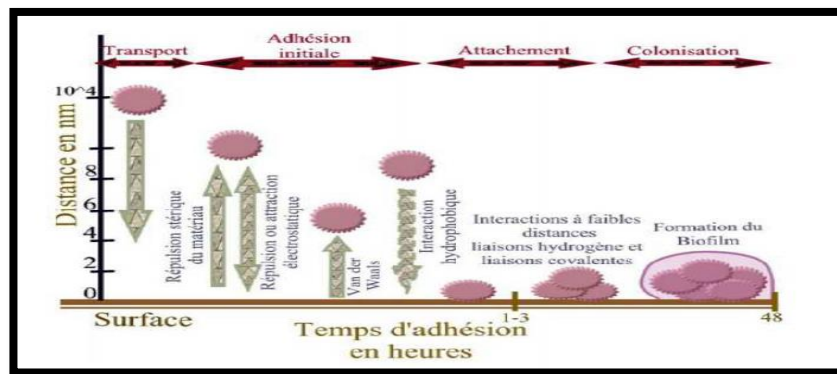 Transport
Adhésion
initiale
Attachement
Colonisation
Distance en nm
10^4
8
6
4
2
0
Répulsion stérique
du matériau
Répulsion ou attraction
électrostatique
Van der
Waals
Interaction
hydrophobique
Interactions à faibles
distances
liaisons hydrogène et
liaisons covalentes
Formation du
Biofilm
Surface
Temps d'adhésion
en heures
1-3
48